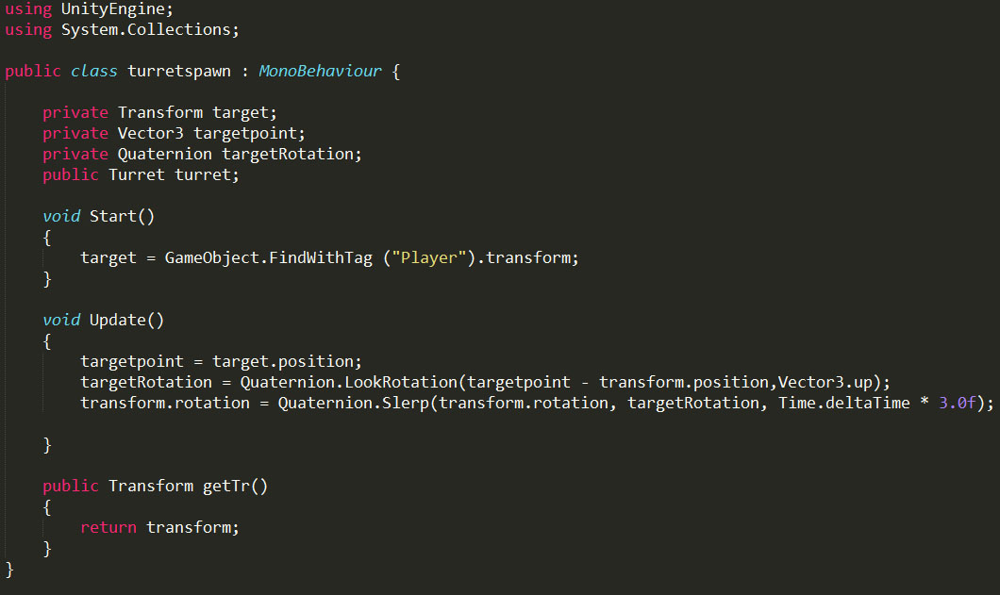 using UnityEngine;
using System.Collections;
public class turretspawn : MonoBehaviour {
private Transform target;
private Vector3 targetpoint;
private Quaternion targetRotation;
public Turret turret;
void Start()
{
target = GameObject.FindWithTag ("Player").transform;
}
void Update()
{
targetpoint = target.position;
targetRotation = Quaternion.LookRotation(targetpoint - transform.position,Vector3.up);
transform.rotation = Quaternion.Slerp(transform.rotation, targetRotation, Time.deltaTime * 3.0f);
}
public Transform getTr()
{
return transform;
}
}